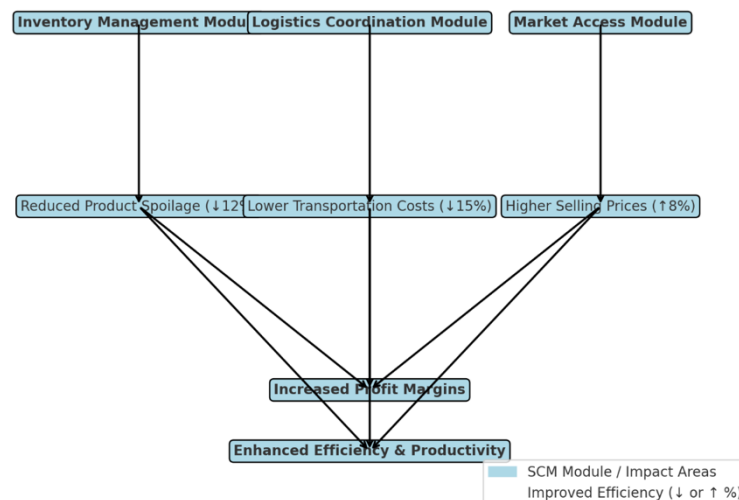 Inventory Management Modu
Logistics Coordination Module
Market Access Module
Reduced Product Spoilage (↓12%
Lower Transportation Costs (↓15%)
Higher Selling Prices (↑8%)
Increased Profit Margins
Enhanced Efficiency & Productivity
SCM Module / Impact Areas
Improved Efficiency (↓ or ↑ %)